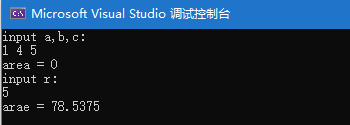 Microsoft Visual Studio 调试控制台
input a,b,c:
1 4 5
area = 0
input r:
5
arae = 78.5375